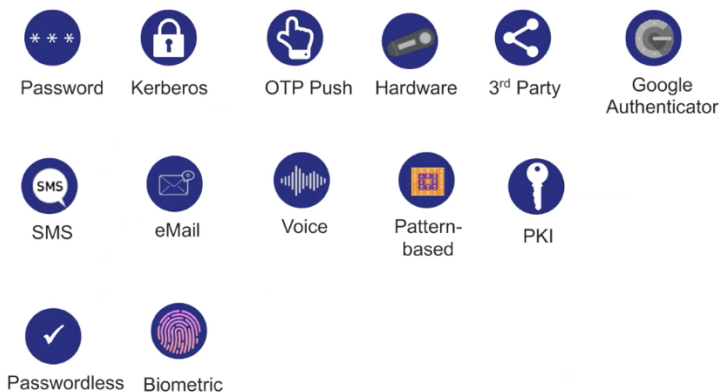 * * *
Password
Kerberos
OTP Push
Hardware
3rd Party
Google
Authenticator
SMS
SMS
eMail
Voice
Pattern-
based
PKI
Passwordless
Biometric